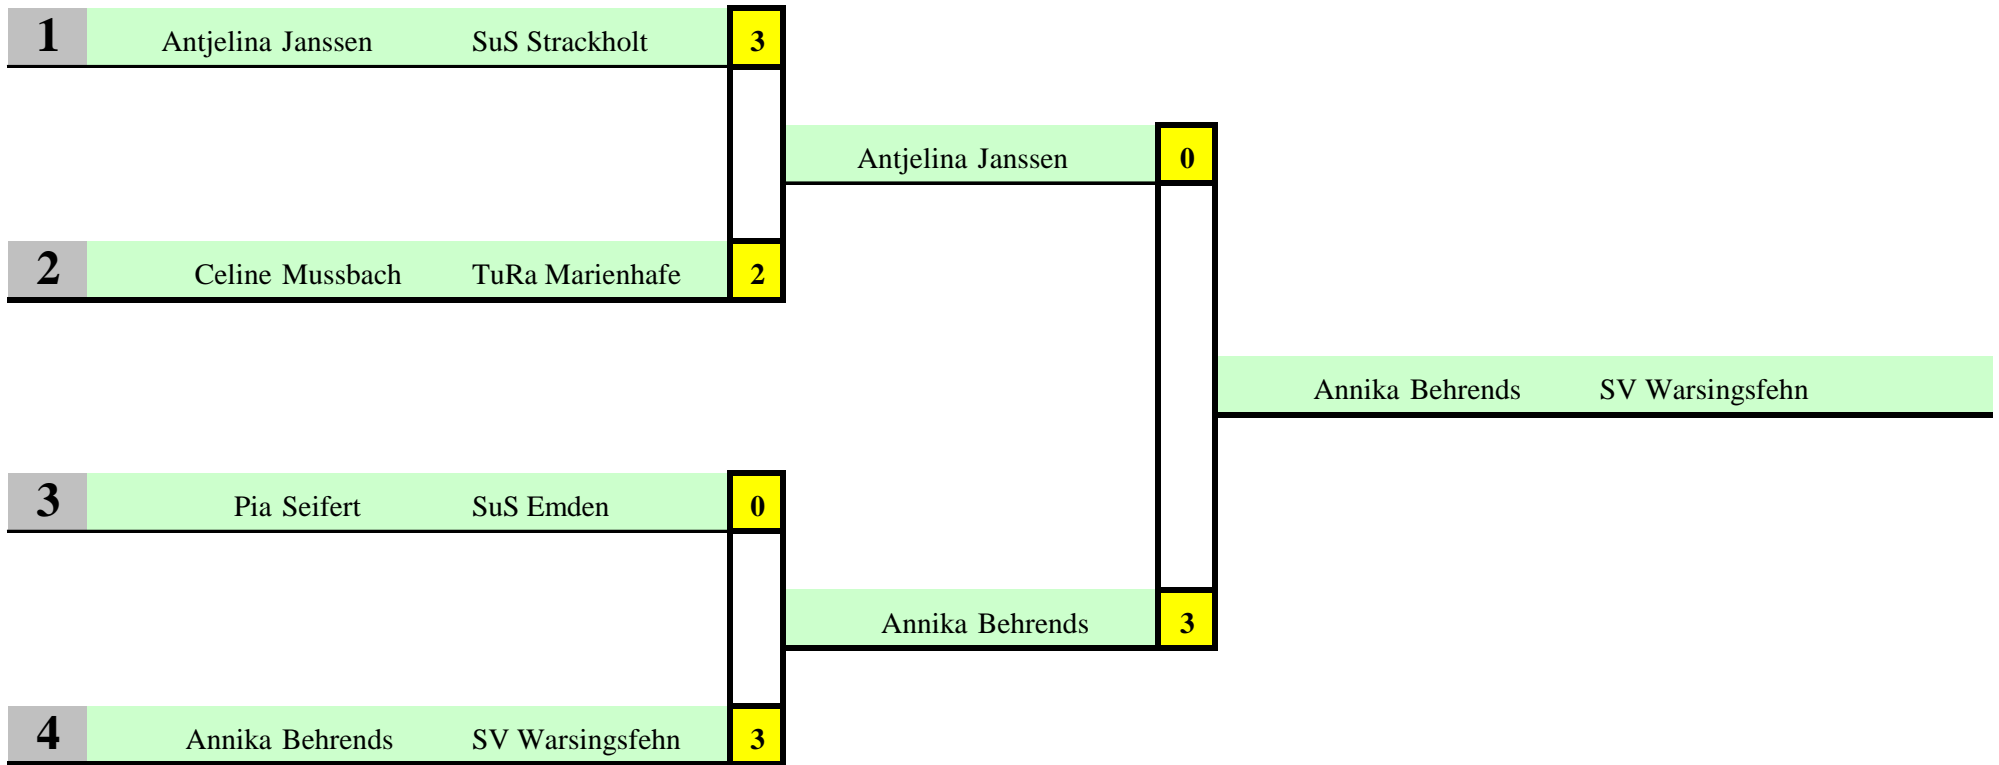 1 Antjelina Janssen SuS Strackholt 3
Antjelina Janssen 0
2 Celine Mussbach TuRa Marienhafe 2
Annika Behrends SV Warsingsfehn
3 Pia Seifert SuS Emden 0
Annika Behrends 3
4 Annika Behrends SV Warsingsfehn 3